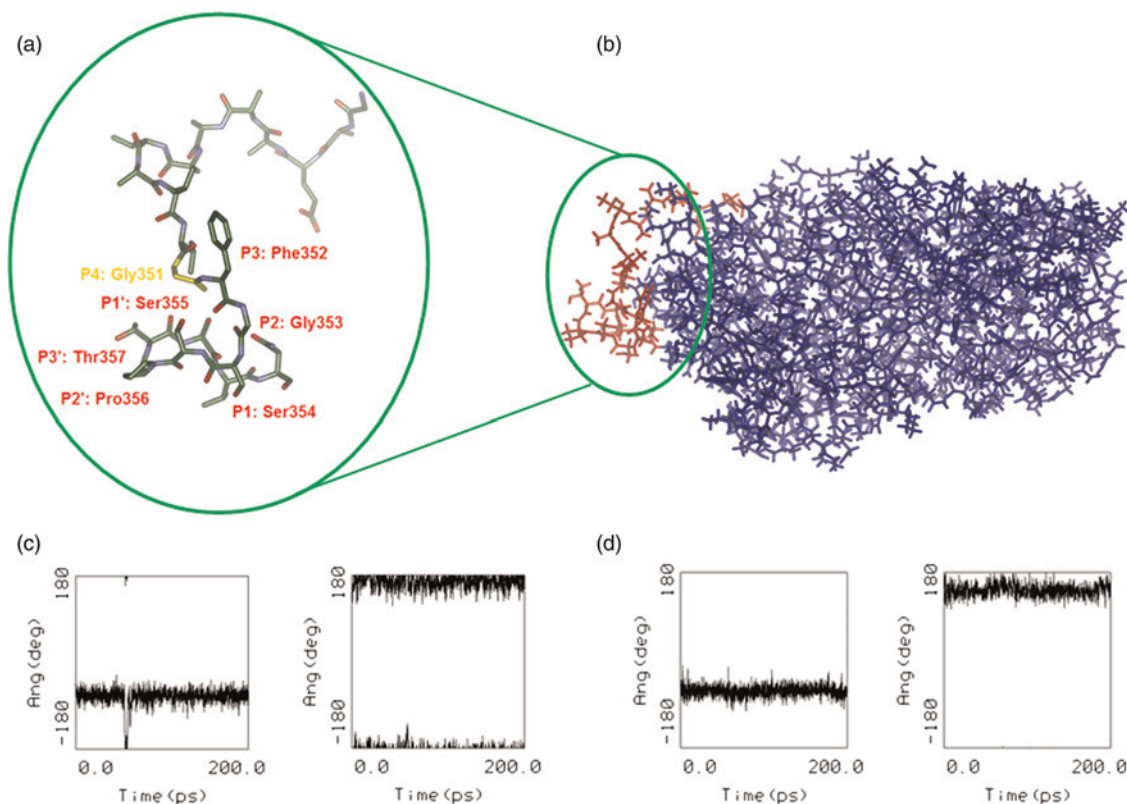 (a)
(b)
P4: Gly351
P3: Phe352
P1': Ser355
P2: Gly353
P3': Thr357
P2': Pro356
P1: Ser354
(c)
(d)
180
Ang(deg)
-180
0.0
200.0
Time(ps)
180
Ang(deg)
-180
0.0
200.0
Time(ps)
180
Ang(deg)
-180
0.0
200.0
Time(ps)
180
Ang(deg)
-180
0.0
200.0
Time(ps)